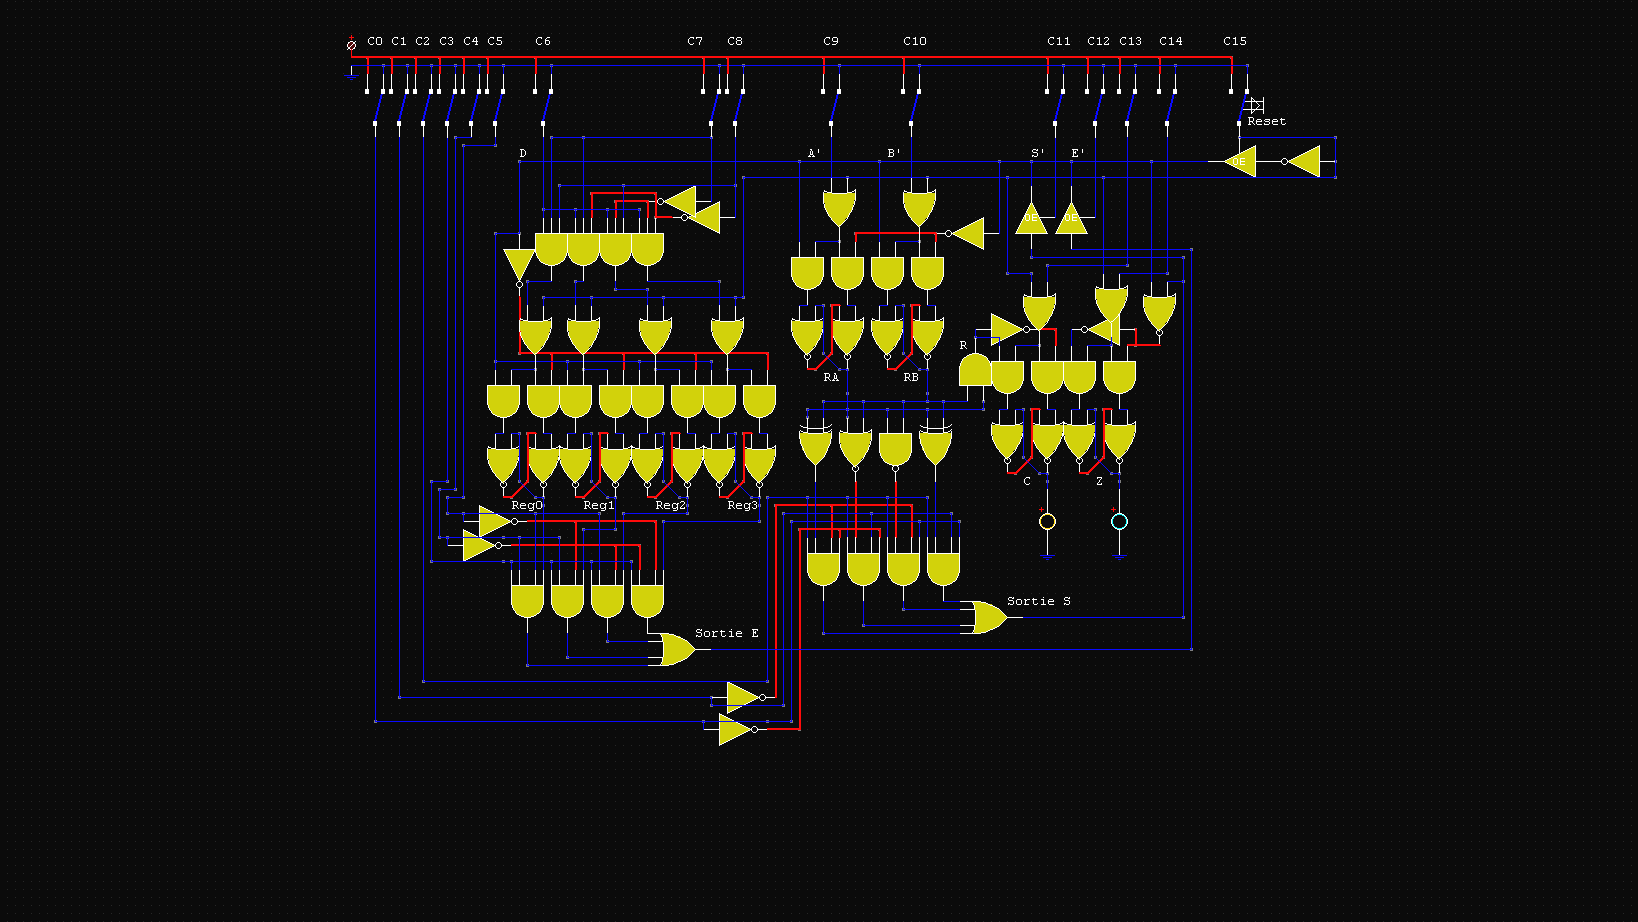 C0 C1 C2 C3 C4 C5 C6 C7 C8 C9 C10 C11 C12 C13 C14 C15
Reset
D A' B' S' E'
OE
OE OE
R
RA RB
C Z
Reg0 Reg1 Reg2 Reg3
Sortie S
Sortie E